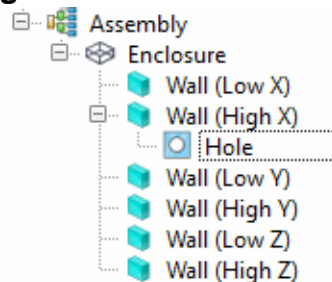 Assembly
Enclosure
Wall (Low X)
Wall (High X)
Hole
Wall (Low Y)
Wall (High Y)
Wall (Low Z)
Wall (High Z)